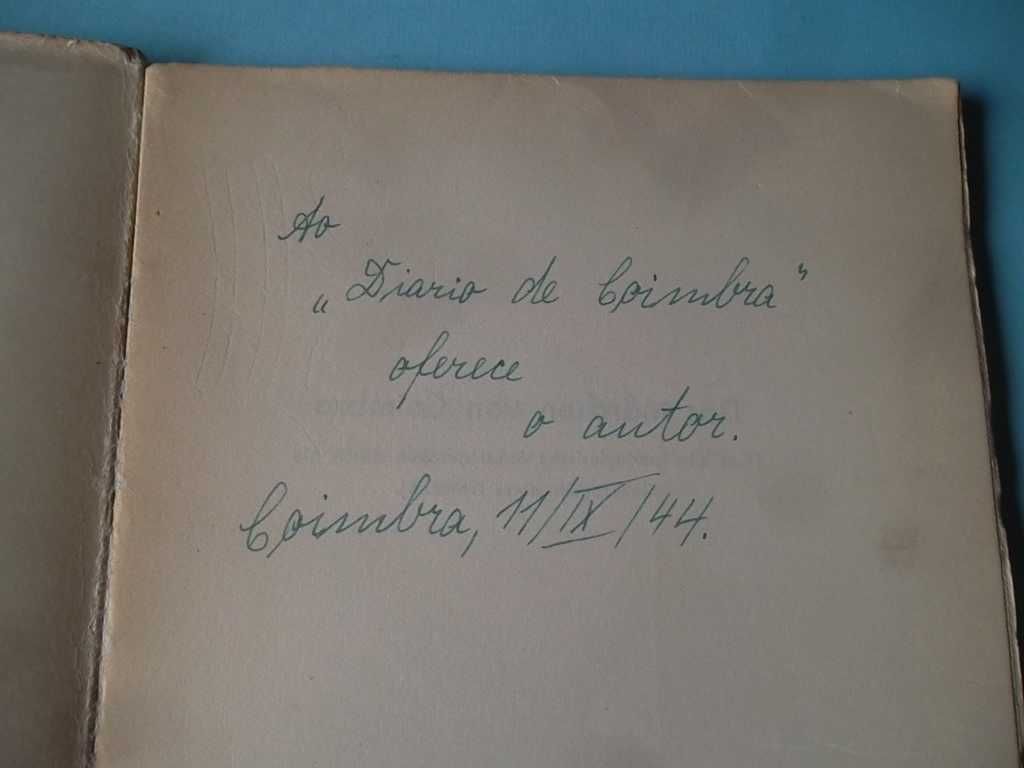 Ao
„Diario de Coimbra”
oferece
o autor.
Coimbra, 11/IX/44.